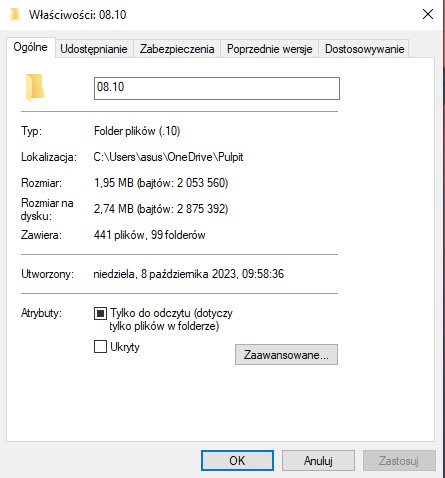 Właściwości: 08.10
Ogólne Udostępnianie Zabezpieczenia Poprzednie wersje Dostosowywanie
08.10
Typ: Folder plików (.10)
Lokalizacja: C:\Users\asus\OneDrive\Pulpit
Rozmiar: 1,95 MB (bajtów: 2 053 560)
Rozmiar na
dysku: 2,74 MB (bajtów: 2 875 392)
Zawiera: 441 plików, 99 folderów
Utworzony: niedziela, 8 października 2023, 09:58:36
Atrybuty: Tylko do odczytu (dotyczy
tylko plików w folderze)
Ukryty
Zaawansowane...
OK Anuluj Zastosuj